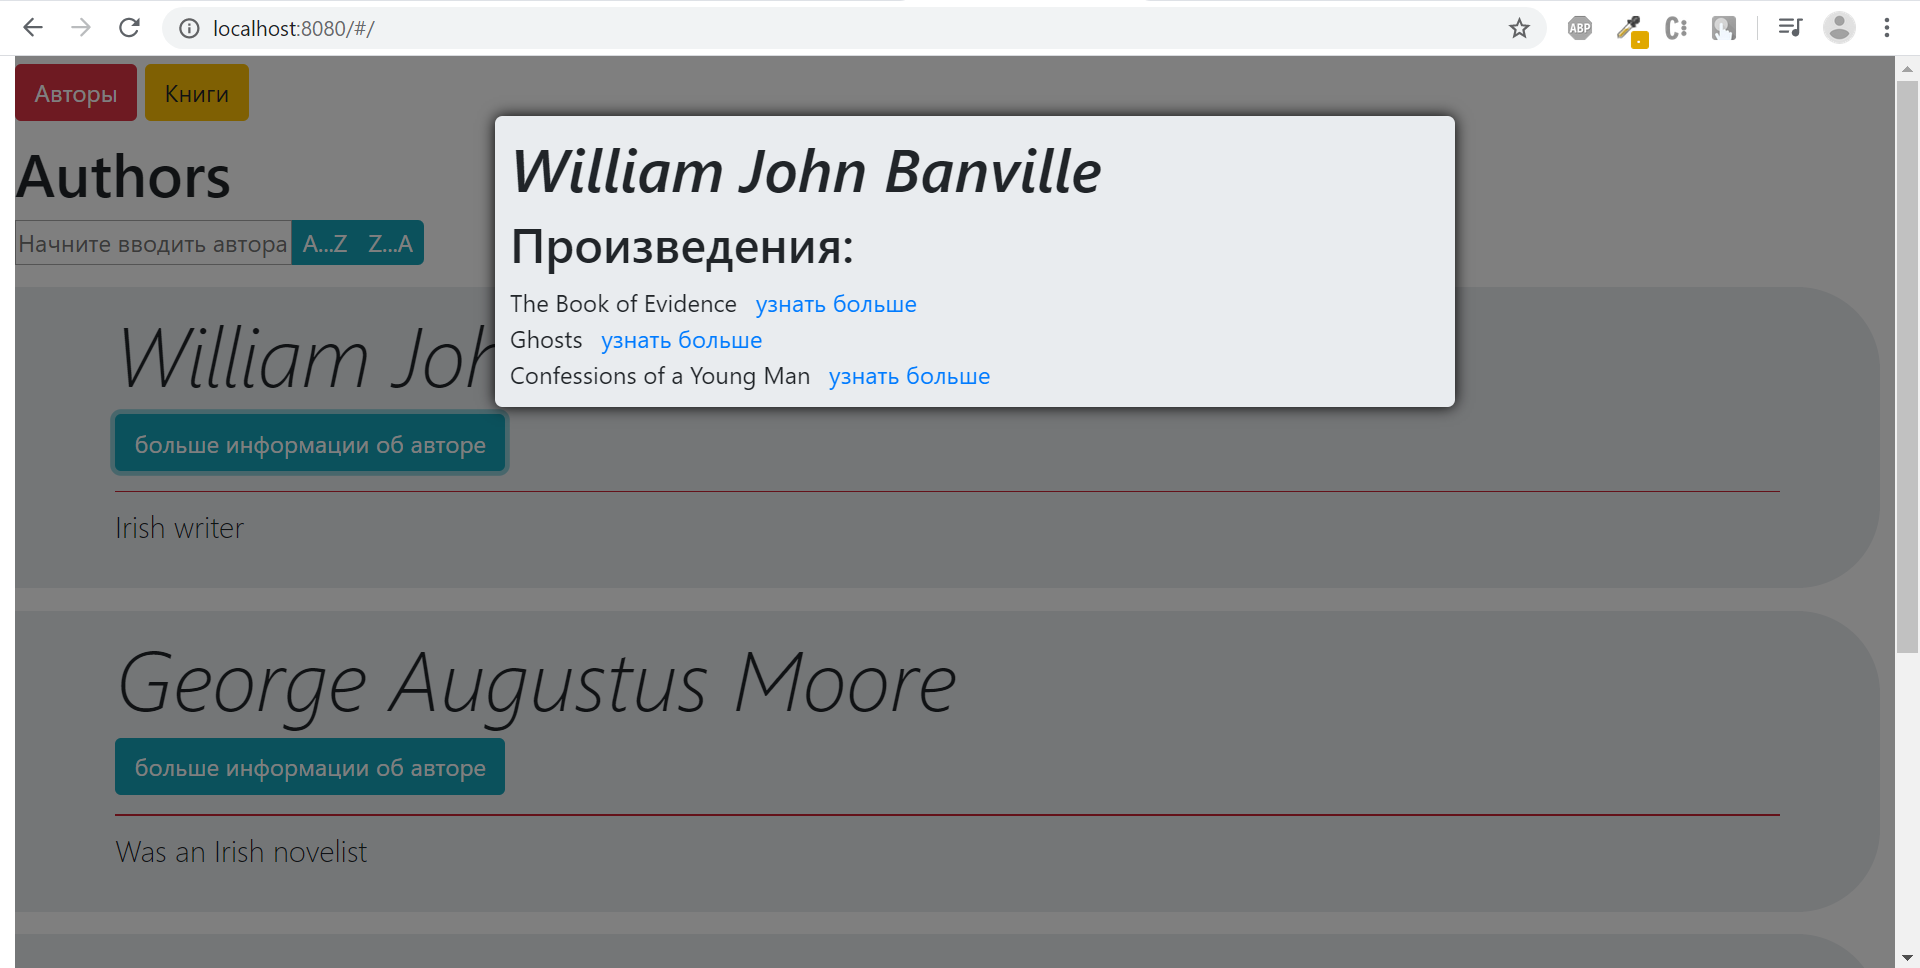 localhost:8080/#/
ABP
Авторы Книги
Authors
Начните вводить автора A...Z Z...A
William John Banville
Произведения:
The Book of Evidence узнать больше
Ghosts узнать больше
Confessions of a Young Man узнать больше
William Joh
больше информации об авторе
Irish writer
George Augustus Moore
больше информации об авторе
Was an Irish novelist